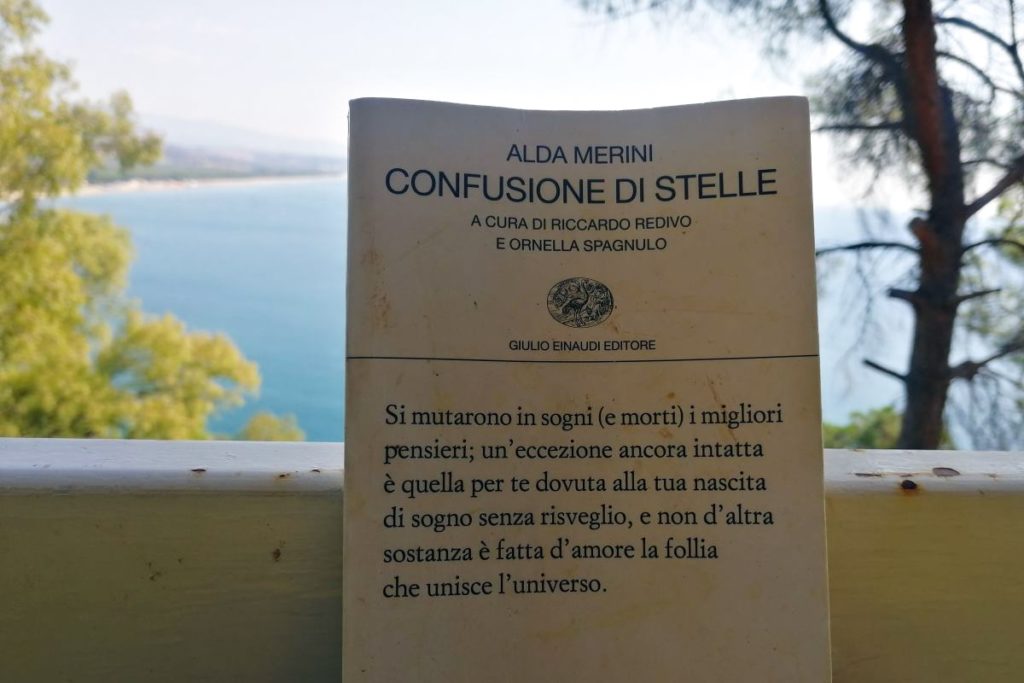 ALDA MERINI
CONFUSIONE DI STELLE
A CURA DI RICCARDO REDIVO
E ORNELLA SPAGNULO
GIULIO EINAUDI EDITORE
Si mutarono in sogni (e morti) i migliori
pensieri; un'eccezione ancora intatta
è quella per te dovuta alla tua nascita
di sogno senza risveglio, e non d'altra
sostanza è fatta d'amore la follia
che unisce l'universo.